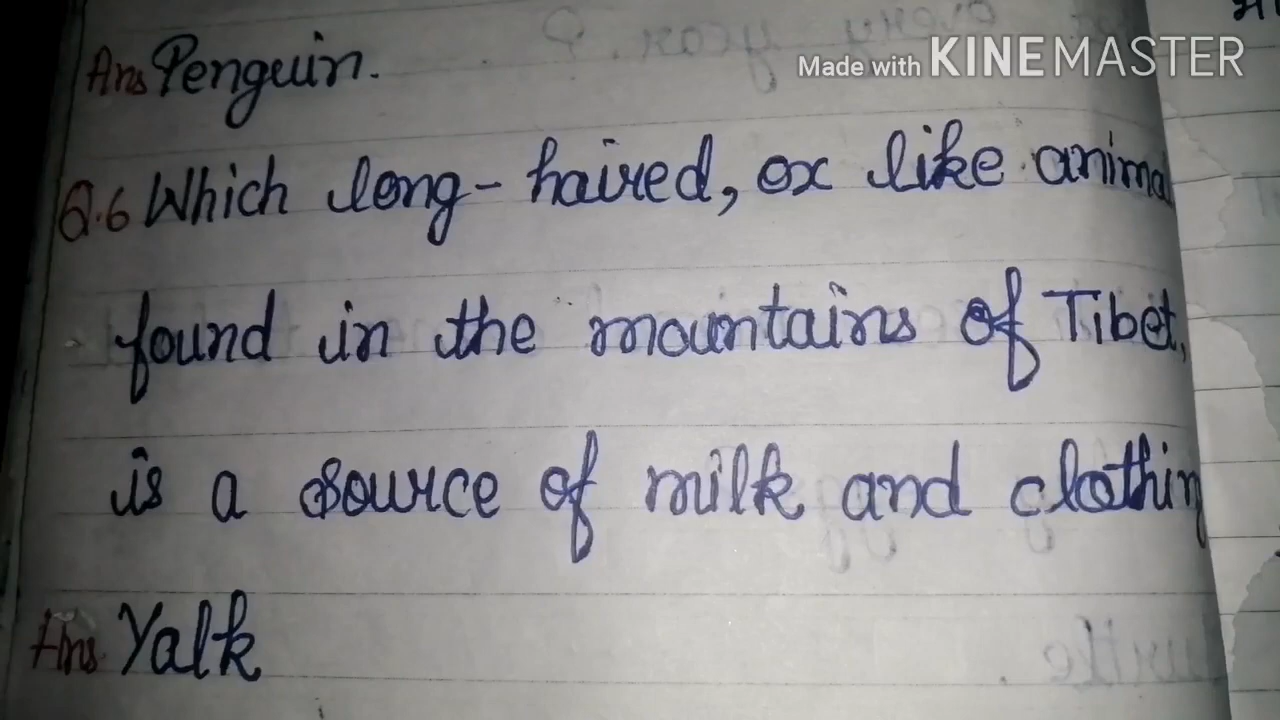 Made with KINEMASTER
Ans Penguin.
Q.6 Which long-haired, ox like animal
found in the mountains of Tibet,
is a source of milk and clothin
Ans Yalk